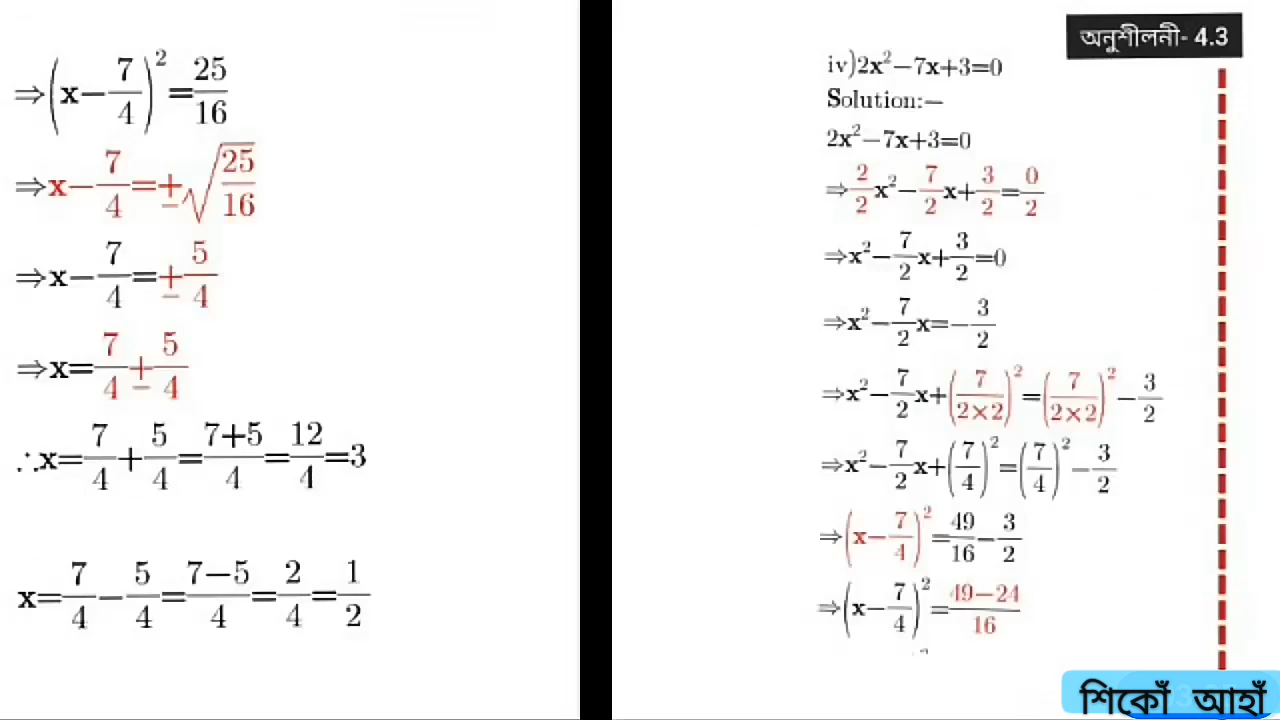 ⇒(x−7/4)²=25/16
⇒x−7/4=±√(25/16)
⇒x−7/4=±5/4
⇒x=7/4±5/4
∴x=7/4+5/4=(7+5)/4=12/4=3
x=7/4−5/4=(7−5)/4=2/4=1/2
অনুশীলনী- 4.3
iv)2x²−7x+3=0
Solution:−
2x²−7x+3=0
⇒2/2x²−7/2x+3/2=0/2
⇒x²−7/2x+3/2=0
⇒x²−7/2x=−3/2
⇒x²−7/2x+(7/(2×2))²=(7/(2×2))²−3/2
⇒x²−7/2x+(7/4)²=(7/4)²−3/2
⇒(x−7/4)²=49/16−3/2
⇒(x−7/4)²=(49−24)/16
শিকোঁ আহাঁ